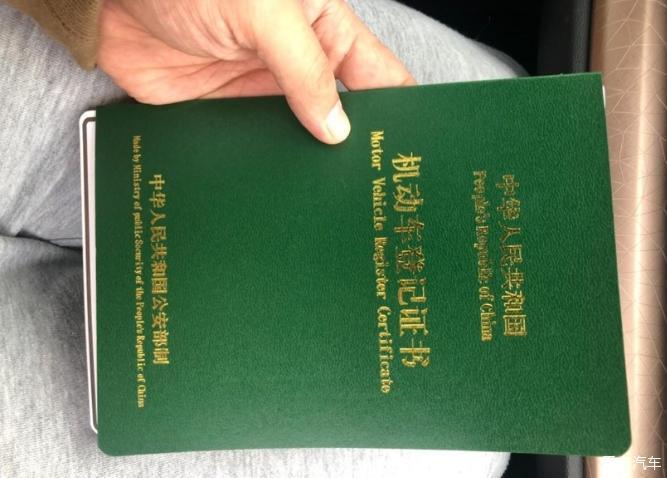 中华人民共和国
People's Republic of China
机动车登记证书
Motor Vehicle Register Certificate
中华人民共和国公安部制
Made by Ministry of public Security of the People's Republic of China
汽车